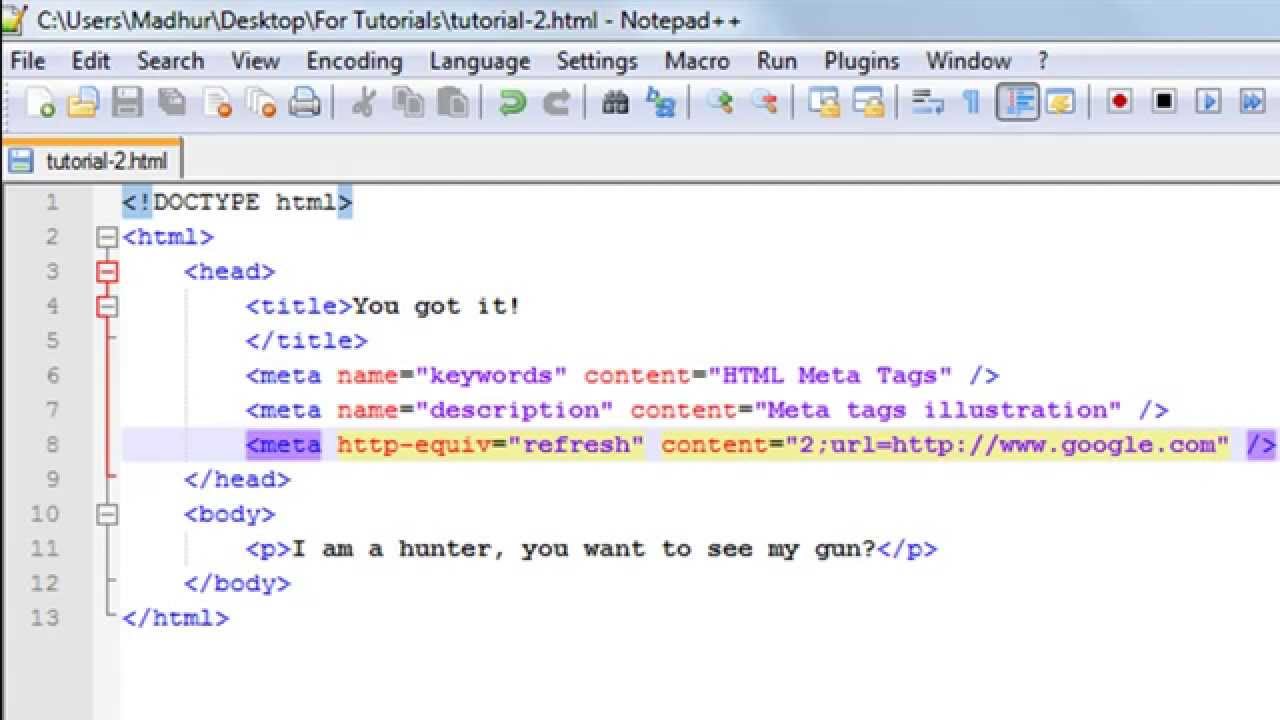 C:\Users\Madhur\Desktop\For Tutorials\tutorial-2.html - Notepad++
File Edit Search View Encoding Language Settings Macro Run Plugins Window ?
tutorial-2.html
1 <!DOCTYPE html>
2 <html>
3 <head>
4 <title>You got it!
5 </title>
6 <meta name="keywords" content="HTML Meta Tags" />
7 <meta name="description" content="Meta tags illustration" />
8 <meta http-equiv="refresh" content="2;url=http://www.google.com" />
9 </head>
10 <body>
11 <p>I am a hunter, you want to see my gun?</p>
12 </body>
13 </html>